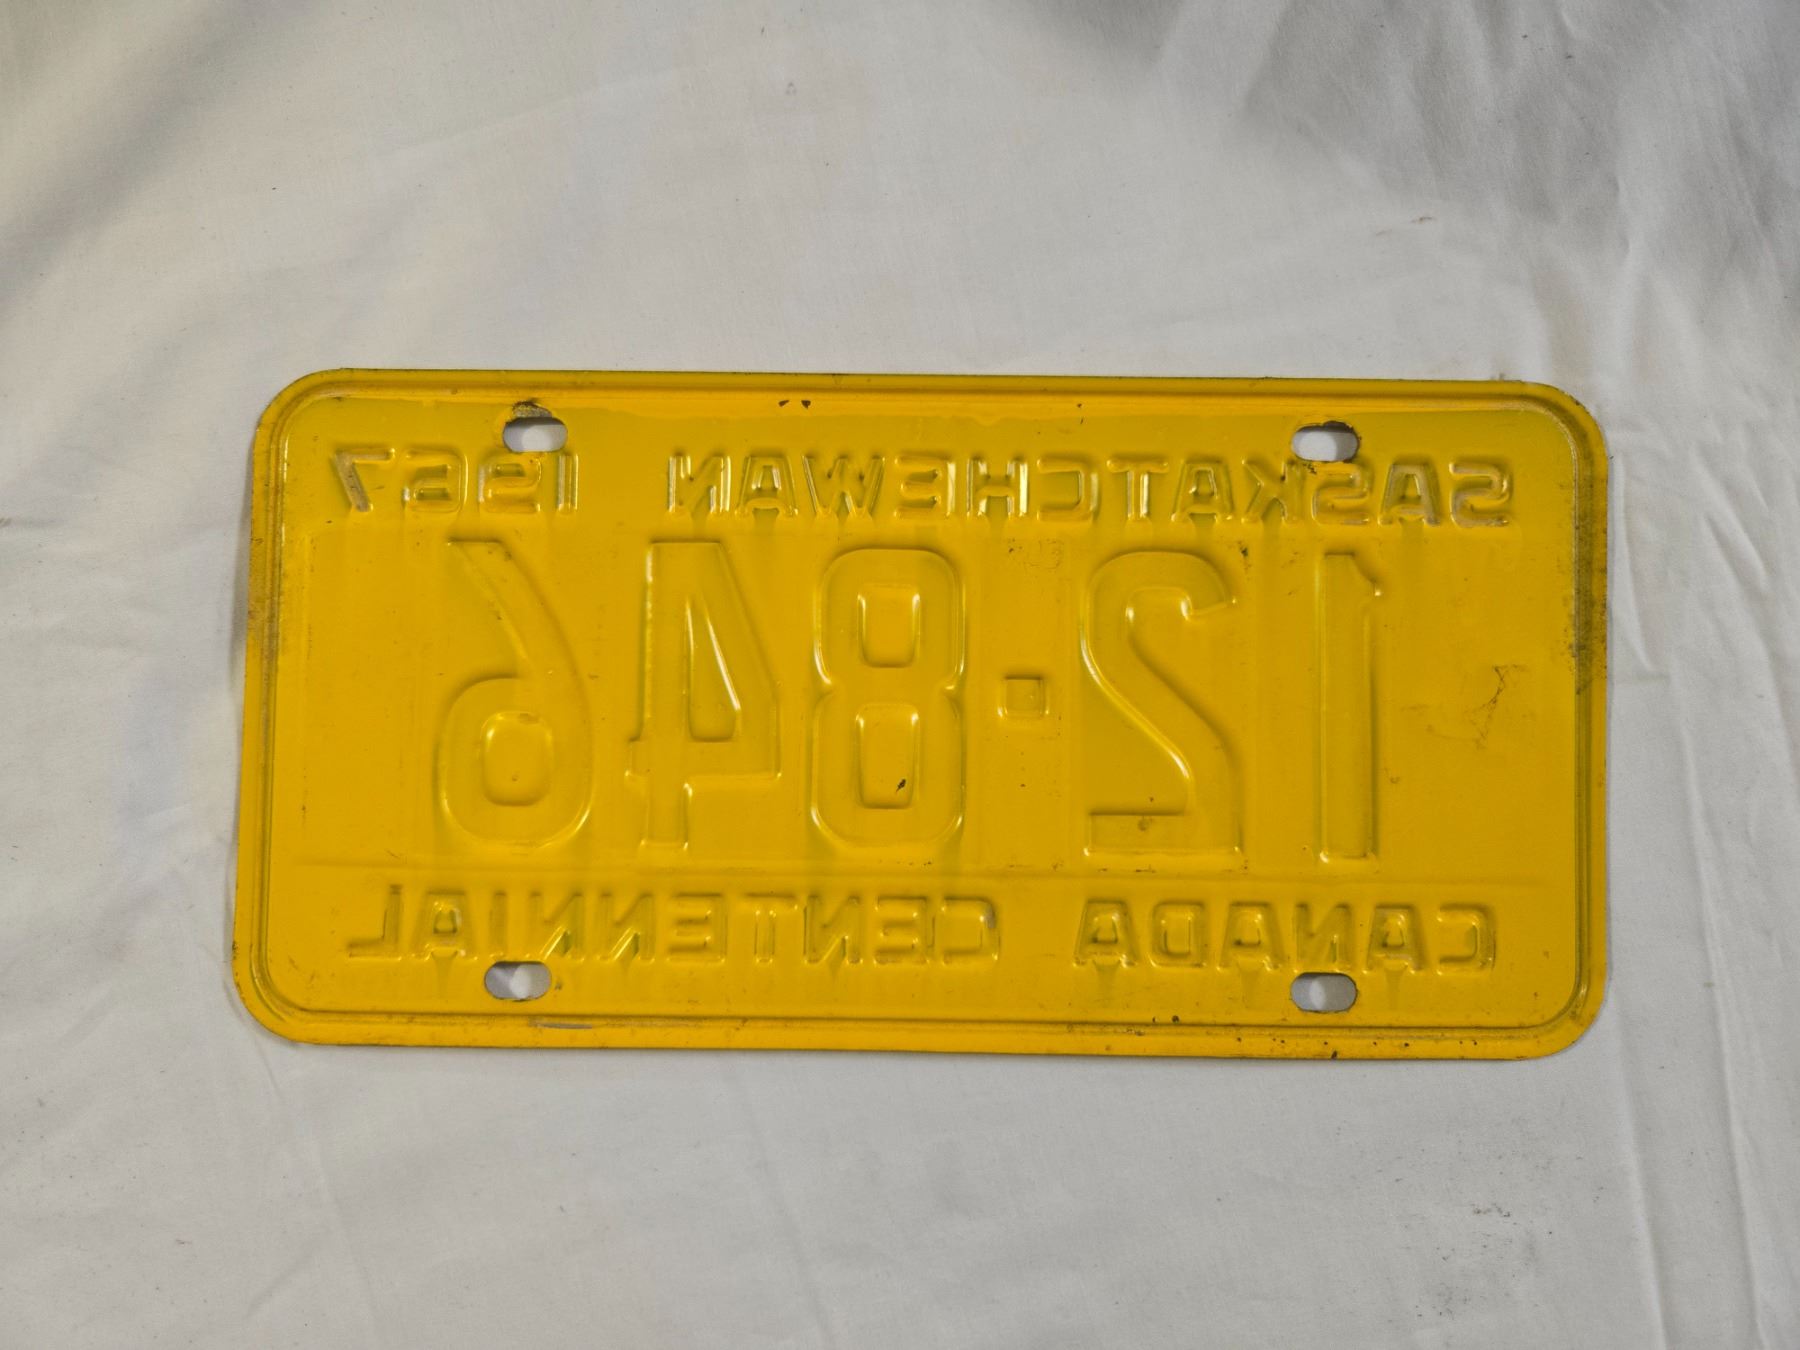 SASKATCHEWAN 1967
12·846
CANADA CENTENNIAL